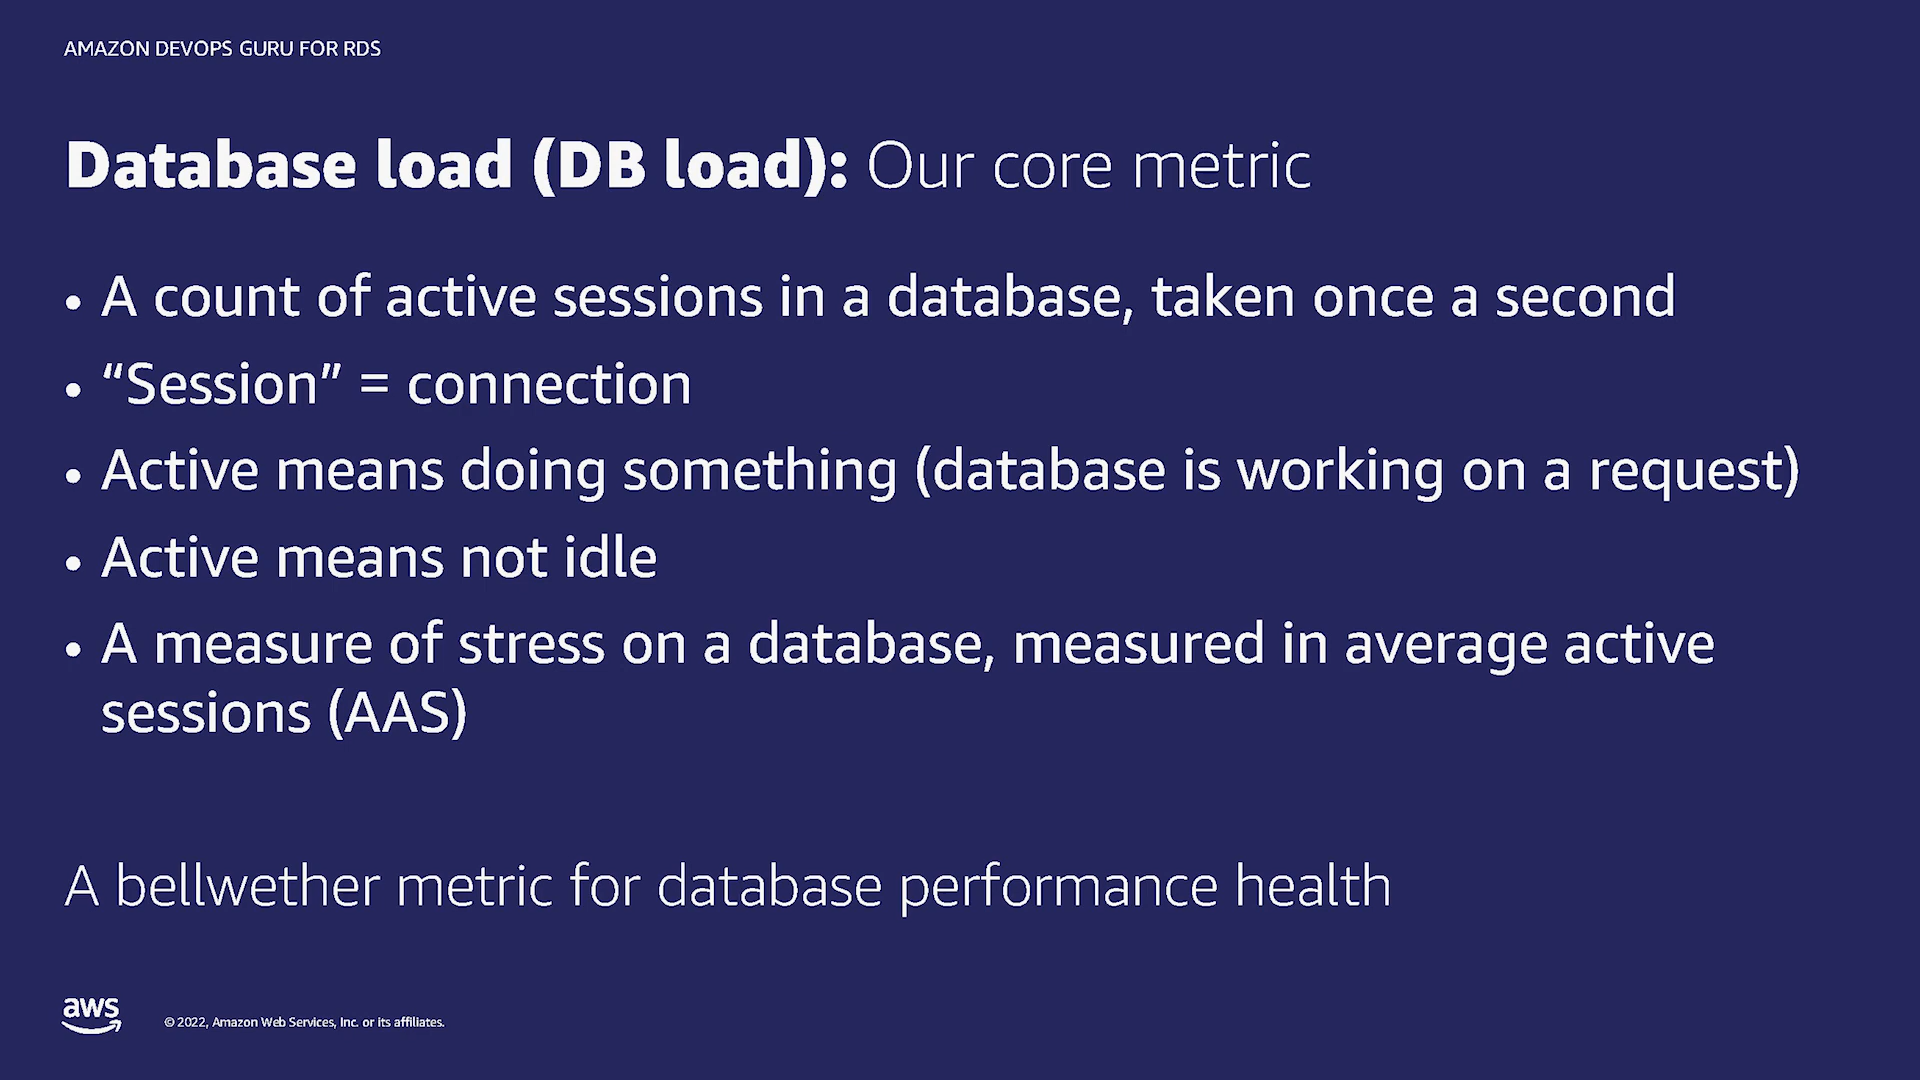 AMAZON DEVOPS GURU FOR RDS
Database load (DB load): Our core metric
• A count of active sessions in a database, taken once a second
• “Session” = connection
• Active means doing something (database is working on a request)
• Active means not idle
• A measure of stress on a database, measured in average active
sessions (AAS)
A bellwether metric for database performance health
aws
© 2022, Amazon Web Services, Inc. or its affiliates.